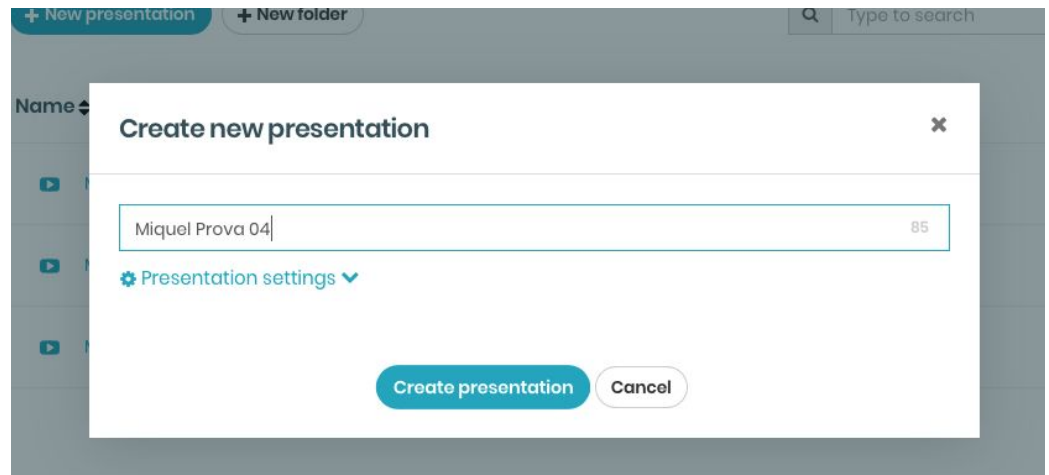 + New presentation
+ New folder
Type to search
Name
Create new presentation
Miquel Prova 04
85
Presentation settings
Create presentation
Cancel